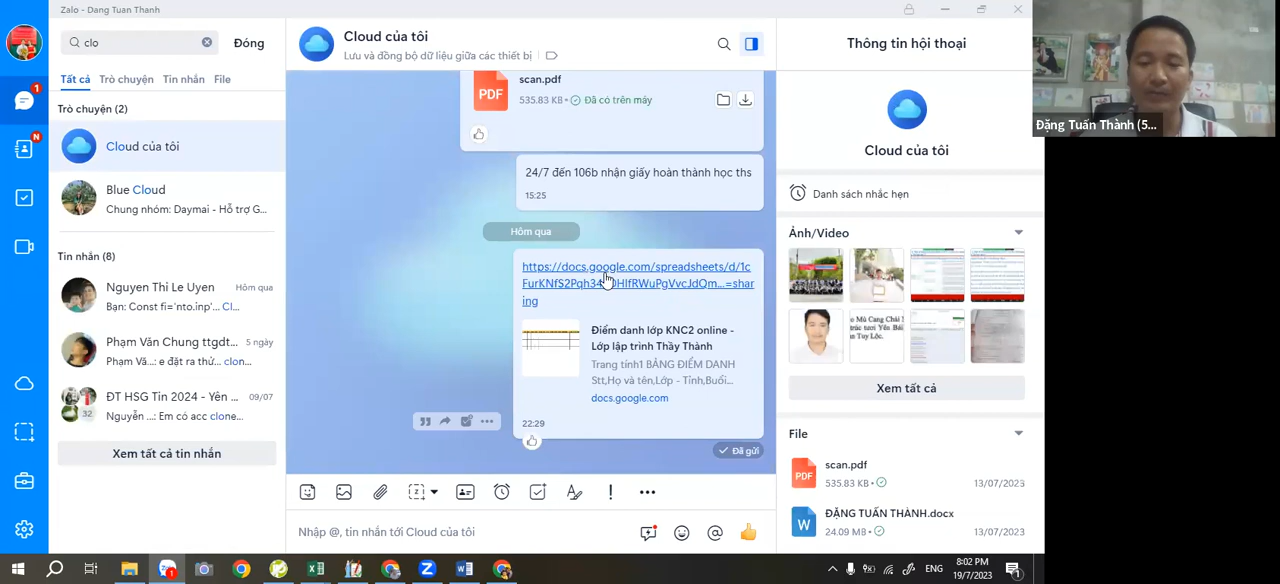 Zalo - Dang Tuan Thanh
clo
Đóng
Tất cả
Trò chuyện
Tin nhắn
File
Trò chuyện (2)
Cloud của tôi
Blue Cloud
Chung nhóm: Daymai - Hỗ trợ G...
Tin nhắn (8)
Nguyen Thi Le Uyen
Hôm qua
Bạn: Const fi='nto.inp'... Cl...
Phạm Văn Chung ttgdt...
5 ngày
Phạm Vă...: e đặt ra thử... clon...
ĐT HSG Tin 2024 - Yên ...
09/07
Nguyễn ...: Em có acc clone...
32
Xem tất cả tin nhắn
1
N
Cloud của tôi
Lưu và đồng bộ dữ liệu giữa các thiết bị
PDF
scan.pdf
535.83 KB
Đã có trên máy
24/7 đến 106b nhận giấy hoàn thành học ths
15:25
Hôm qua
https://docs.google.com/spreadsheets/d/1c
ing
Điểm danh lớp KNC2 online -
Lớp lập trình Thầy Thành
Trang tính1 BẢNG ĐIỂM DANH
Stt,Họ và tên,Lớp - Tỉnh,Buổi...
docs.google.com
22:29
Đã gửi
Nhập @, tin nhắn tới Cloud của tôi
Thông tin hội thoại
Cloud của tôi
Danh sách nhắc hẹn
Ảnh/Video
Xem tất cả
File
PDF
scan.pdf
535.83 KB
13/07/2023
W
ĐẶNG TUẤN THÀNH.docx
24.09 MB
13/07/2023
Đặng Tuấn Thành (5...
ENG
8:02 PM
19/7/2023